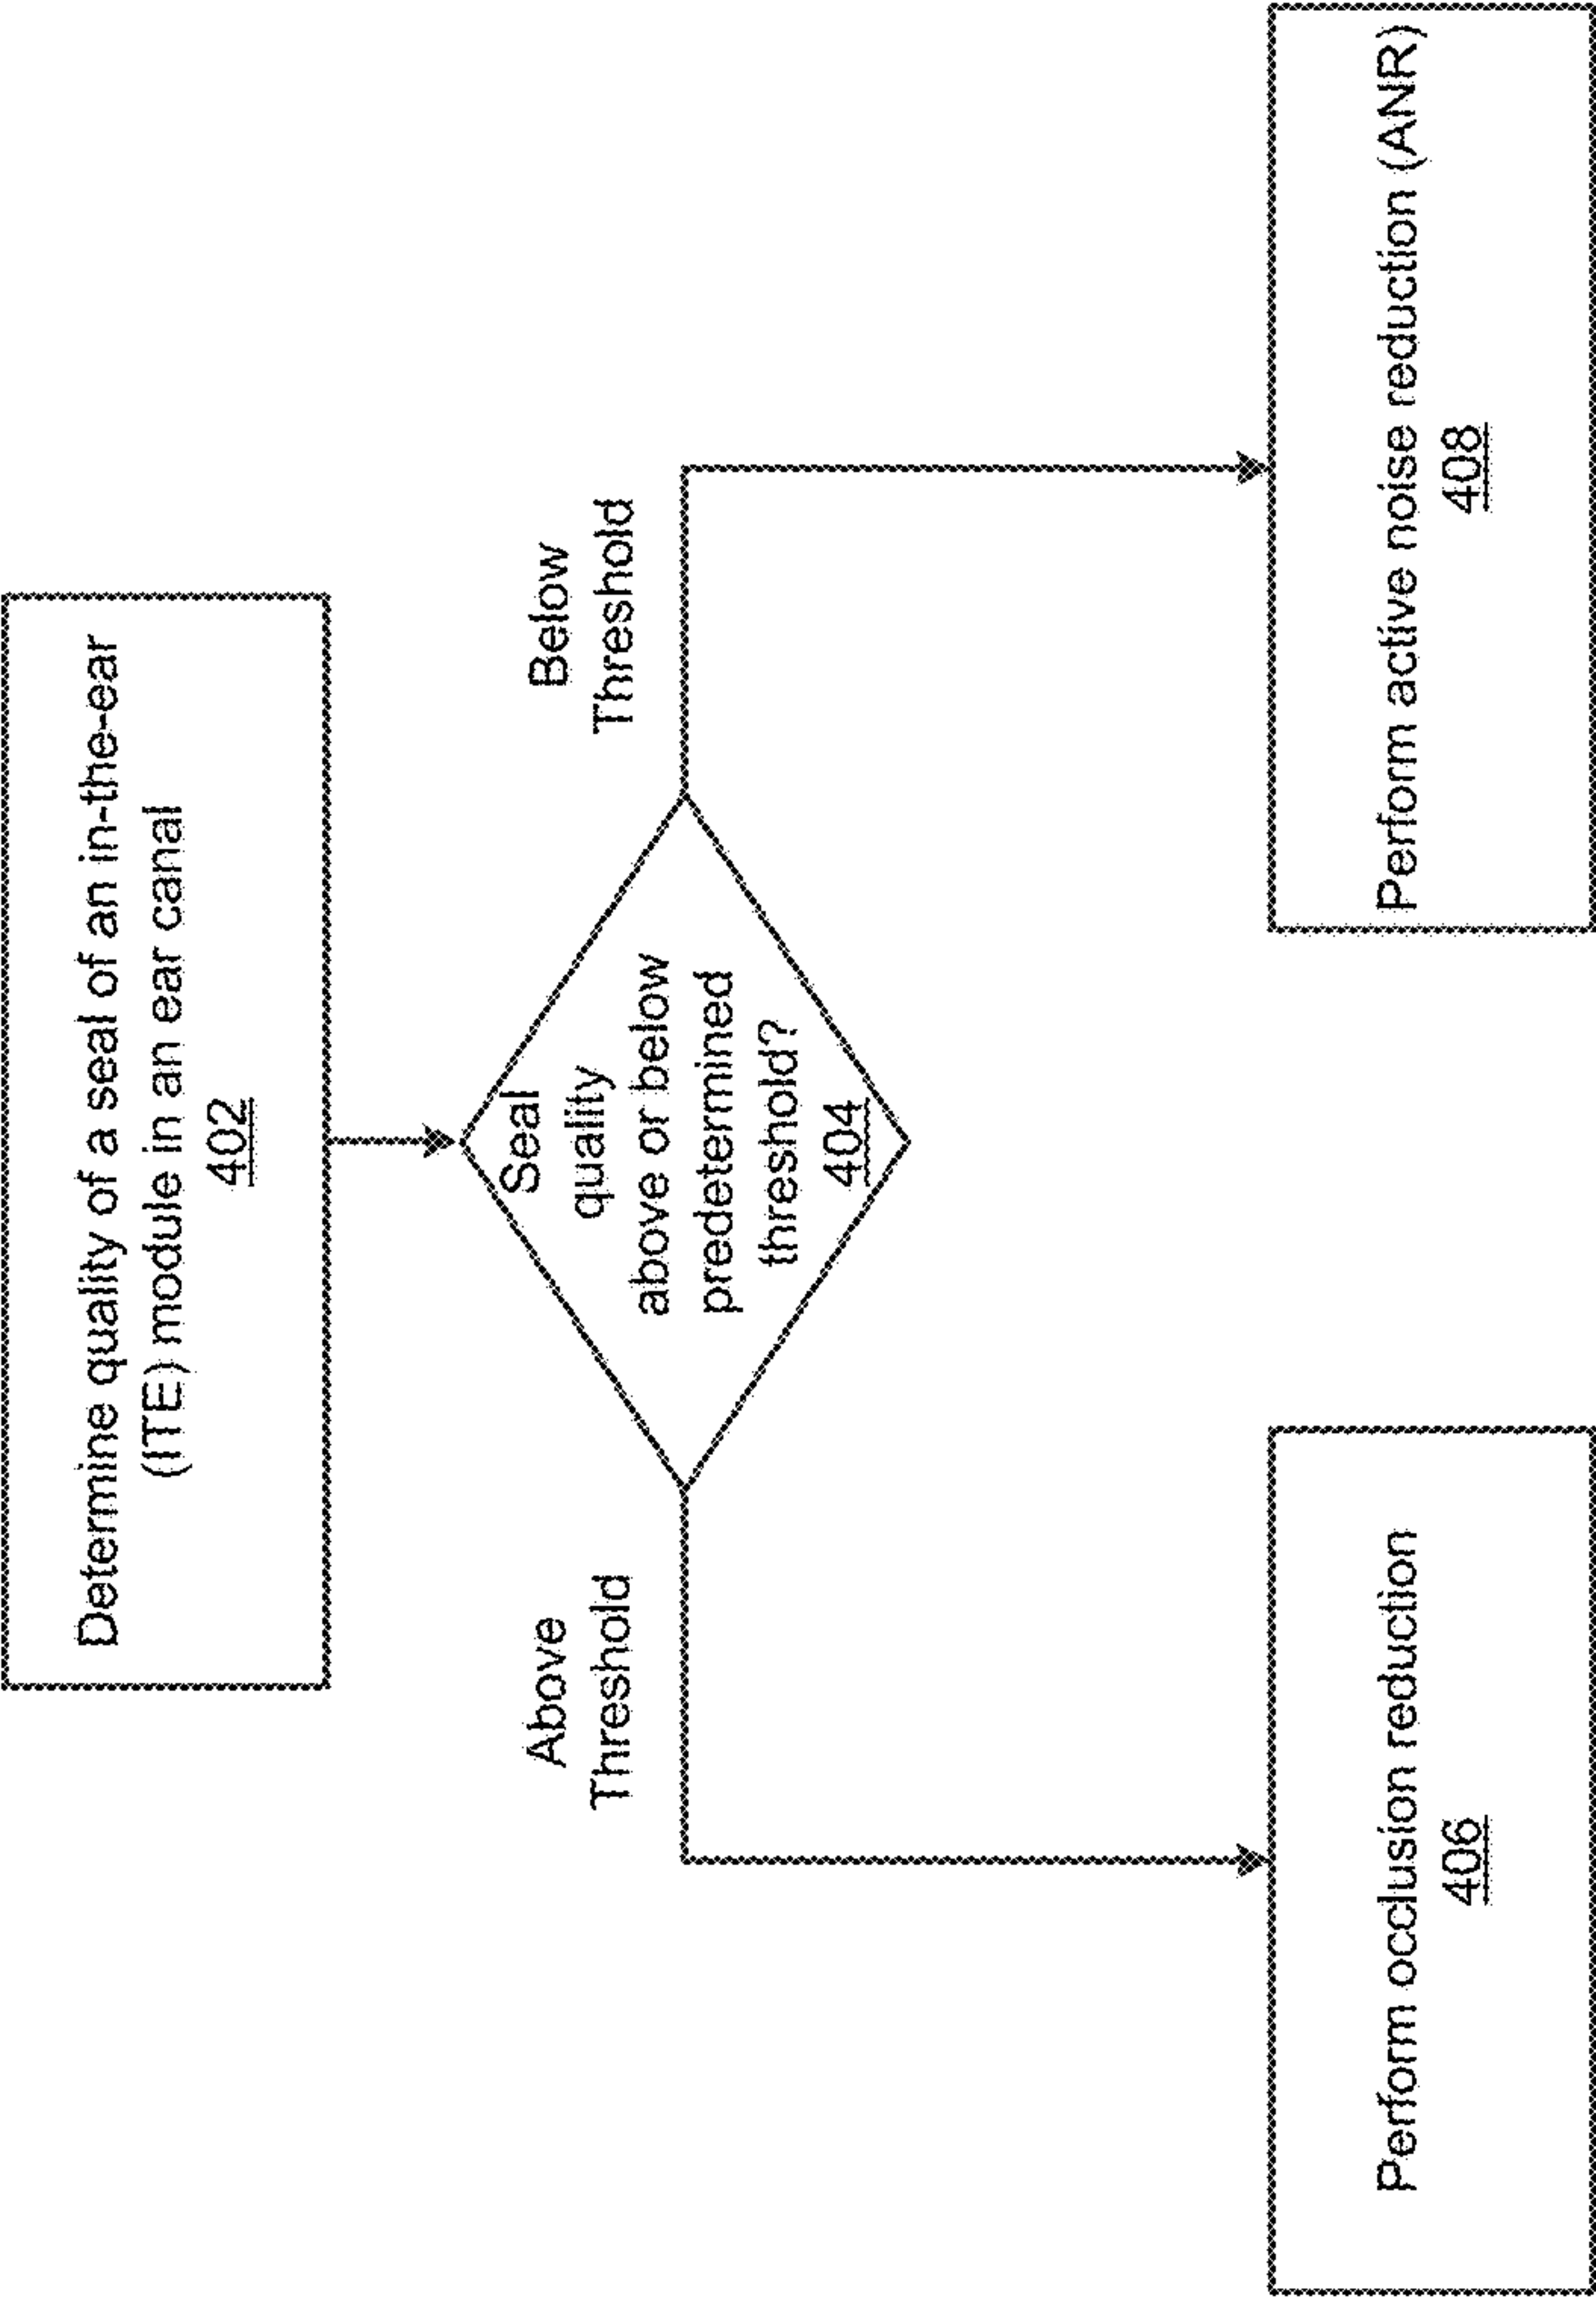 Determine quality of a seal of an in-the-ear
(ITE) module in an ear canal
402
Seal
quality
above or below
predetermined
threshold?
404
Above
Threshold
Below
Threshold
Perform occlusion reduction
406
Perform active noise reduction (ANR)
408